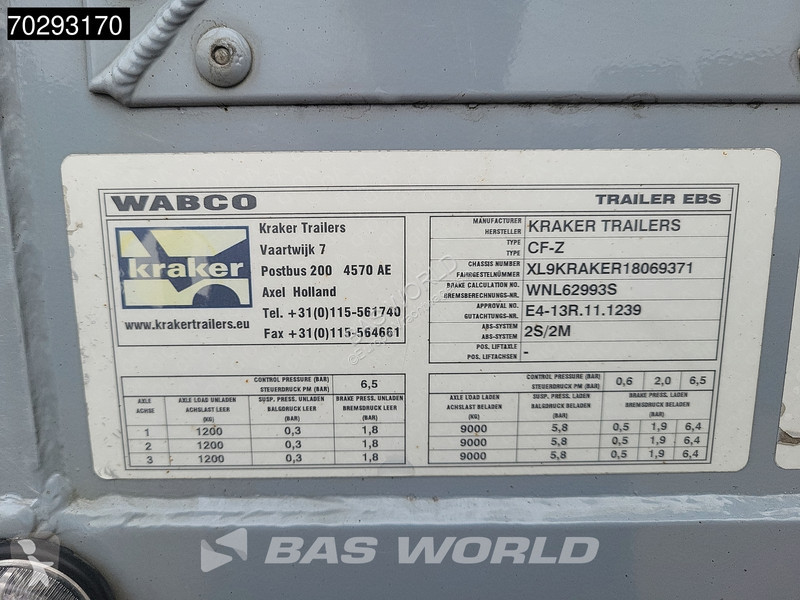 70293170
WABCO
TRAILER EBS
kraker
www.krakertrailers.eu
Kraker Trailers
Vaartwijk 7
Postbus 200 4570 AE
Axel Holland
Tel. +31(0)115-561740
Fax +31(0)115-564661
MANUFACTURER
HERSTELLER
KRAKER TRAILERS
TYPE
TYPE
CF-Z
CHASSIS NUMBER
FAHRGESTELNÜMMER
XL9KRAKER18069371
BRAKE CALCULATION NO.
BREMSBERECHNUNGS-NR.
WNL62993S
APPROVAL NO.
GUTACHTUNGS-NR.
E4-13R.11.1239
ABS-SYSTEM
ABS-SYSTEM
2S/2M
POS. LIFTAXLE
POS. LIFTACHSEN
-
CONTROL PRESSURE (BAR)
STEUERDRUCK PM (BAR)
6,5
AXLE
ACHSE
AXLE LOAD UNLADEN
ACHSLAST LEER
(KG)
SUSP. PRESS. UNLADEN
BALGDRUCK LEER
(BAR)
BRAKE PRESS. UNLADEN
BREMSDRUCK LEER
(BAR)
1 1200 0,3 1,8
2 1200 0,3 1,8
3 1200 0,3 1,8
CONTROL PRESSURE (BAR)
STEUERDRUCK PM (BAR)
0,6 2,0 6,5
AXLE LOAD LADEN
ACHSLAST BELADEN
(KG)
SUSP. PRESS. LADEN
BALGDRUCK BELADEN
(BAR)
BRAKE PRESS. LADEN
BREMSDRUCK BELADEN
(BAR)
9000 5,8 0,5 1,9 6,4
9000 5,8 0,5 1,9 6,4
9000 5,8 0,5 1,9 6,4
BAS WORLD